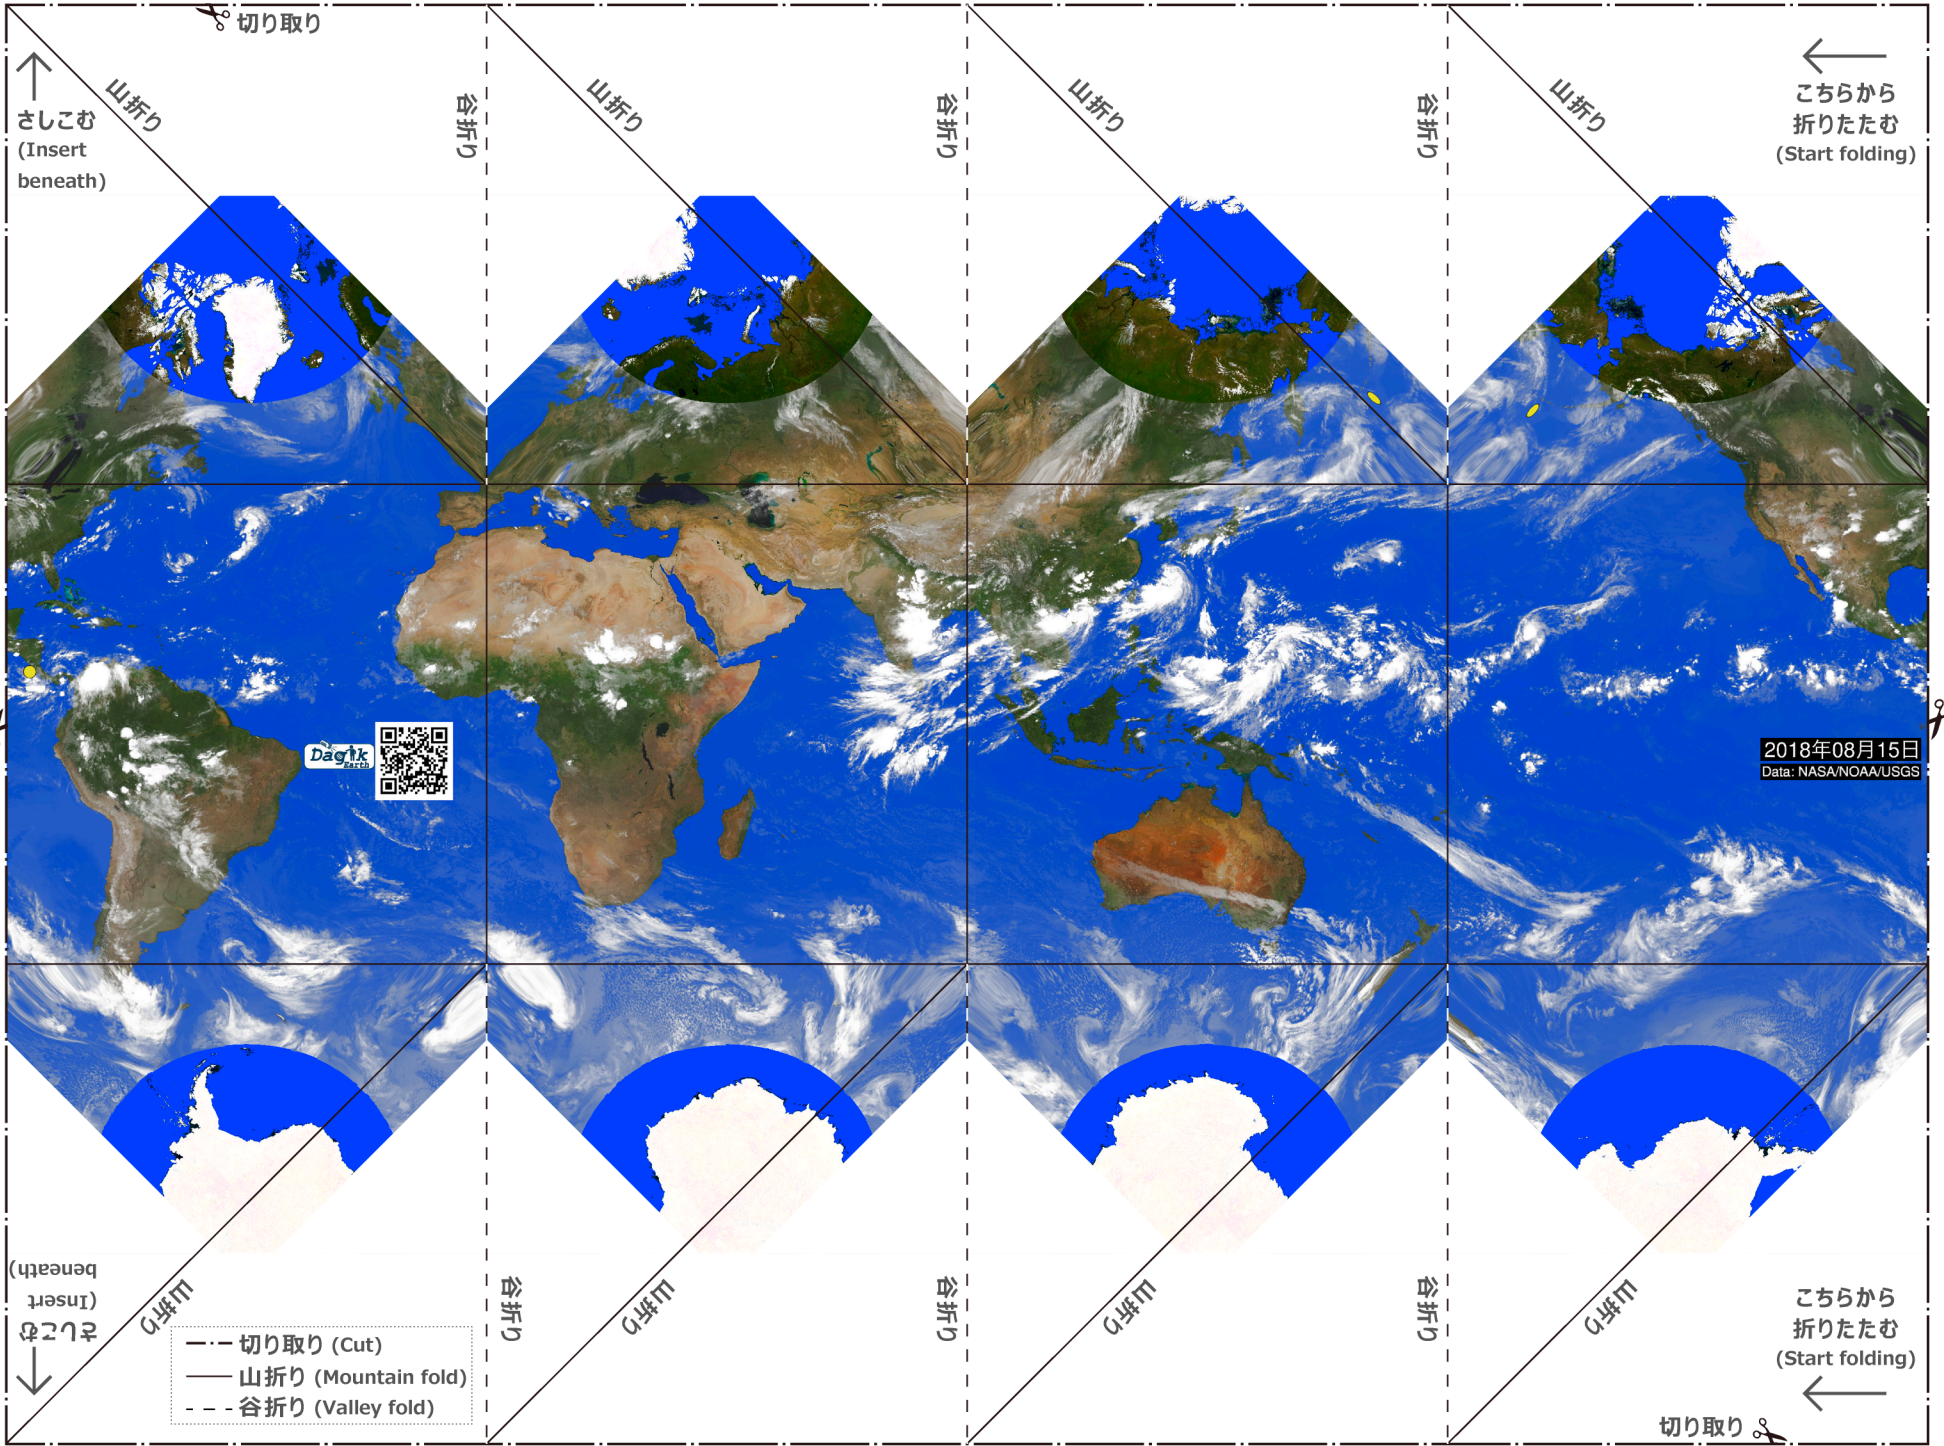 切り取り
山折り
谷折り
山折り
谷折り
山折り
谷折り
山折り
さしこむ
(Insert
beneath)
こちらから
折りたたむ
(Start folding)
Dagik
Earth
2018年08月15日
Data: NASA/NOAA/USGS
さしこむ
(Insert
beneath)
山折り
谷折り
山折り
谷折り
山折り
谷折り
山折り
切り取り (Cut)
山折り (Mountain fold)
谷折り (Valley fold)
こちらから
折りたたむ
(Start folding)
切り取り